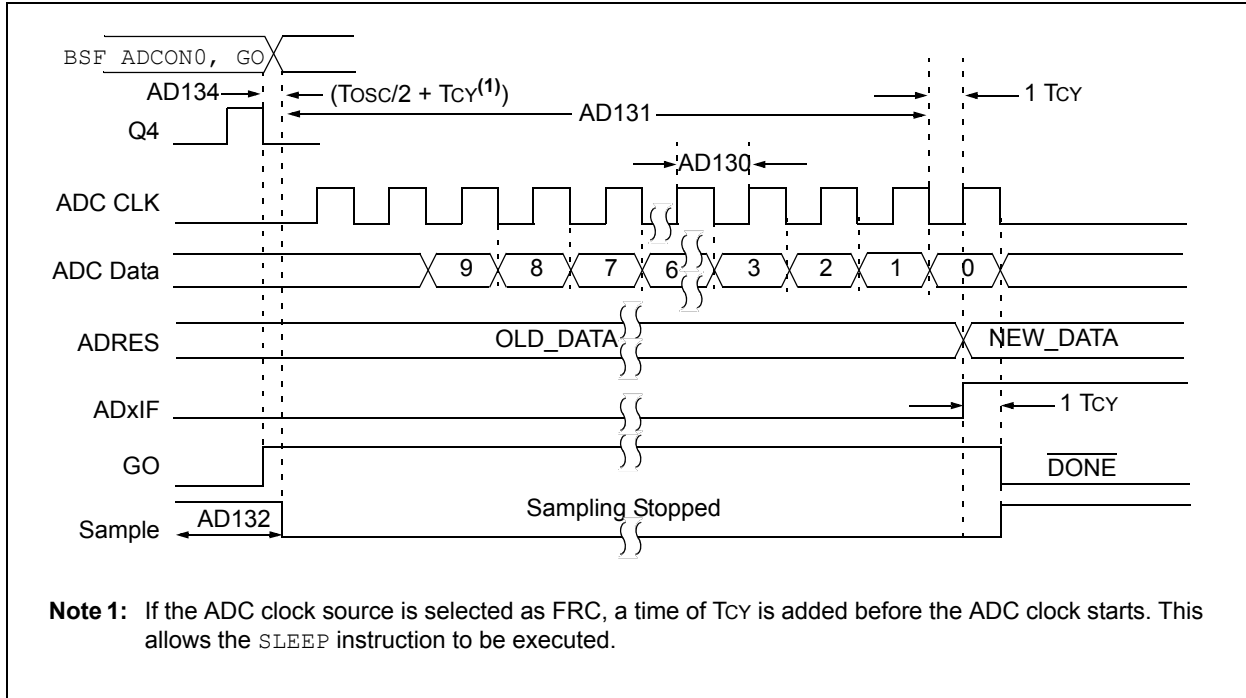 BSF ADCON0, GO
AD134
(TOSC/2 + TCY(1))
1 TCY
AD131
Q4
AD130
ADC CLK
ADC Data
9 8 7 6 3 2 1 0
ADRES
OLD_DATA
NEW_DATA
ADxIF
1 TCY
GO
DONE
Sample
AD132
Sampling Stopped
Note 1: If the ADC clock source is selected as FRC, a time of TCY is added before the ADC clock starts. This
allows the SLEEP instruction to be executed.